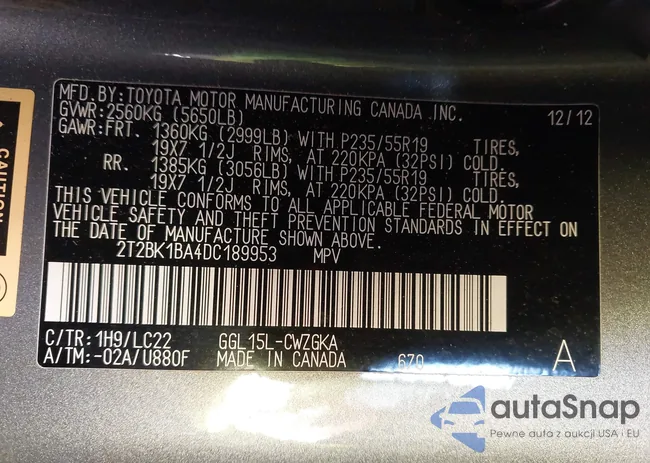 MFD. BY: TOYOTA MOTOR MANUFACTURING CANADA INC. 12/12
GVWR: 2560KG (5650LB)
GAWR: FRT. 1360KG (2999LB) WITH P235/55R19 TIRES,
19X7 1/2J RIMS, AT 220KPA (32PSI) COLD.
RR. 1385KG (3056LB) WITH P235/55R19 TIRES,
19X7 1/2J RIMS, AT 220KPA (32PSI) COLD.
THIS VEHICLE CONFORMS TO ALL APPLICABLE FEDERAL MOTOR
VEHICLE SAFETY AND THEFT PREVENTION STANDARDS IN EFFECT ON
THE DATE OF MANUFACTURE SHOWN ABOVE.
2T2BK1BA4DC189953 MPV
C/TR: 1H9/LC22 GGL15L-CWZGKA
A/TM: -02A/U880F MADE IN CANADA 670 A
CAUTION
autaSnap
Pewne auta z aukcji USA i EU